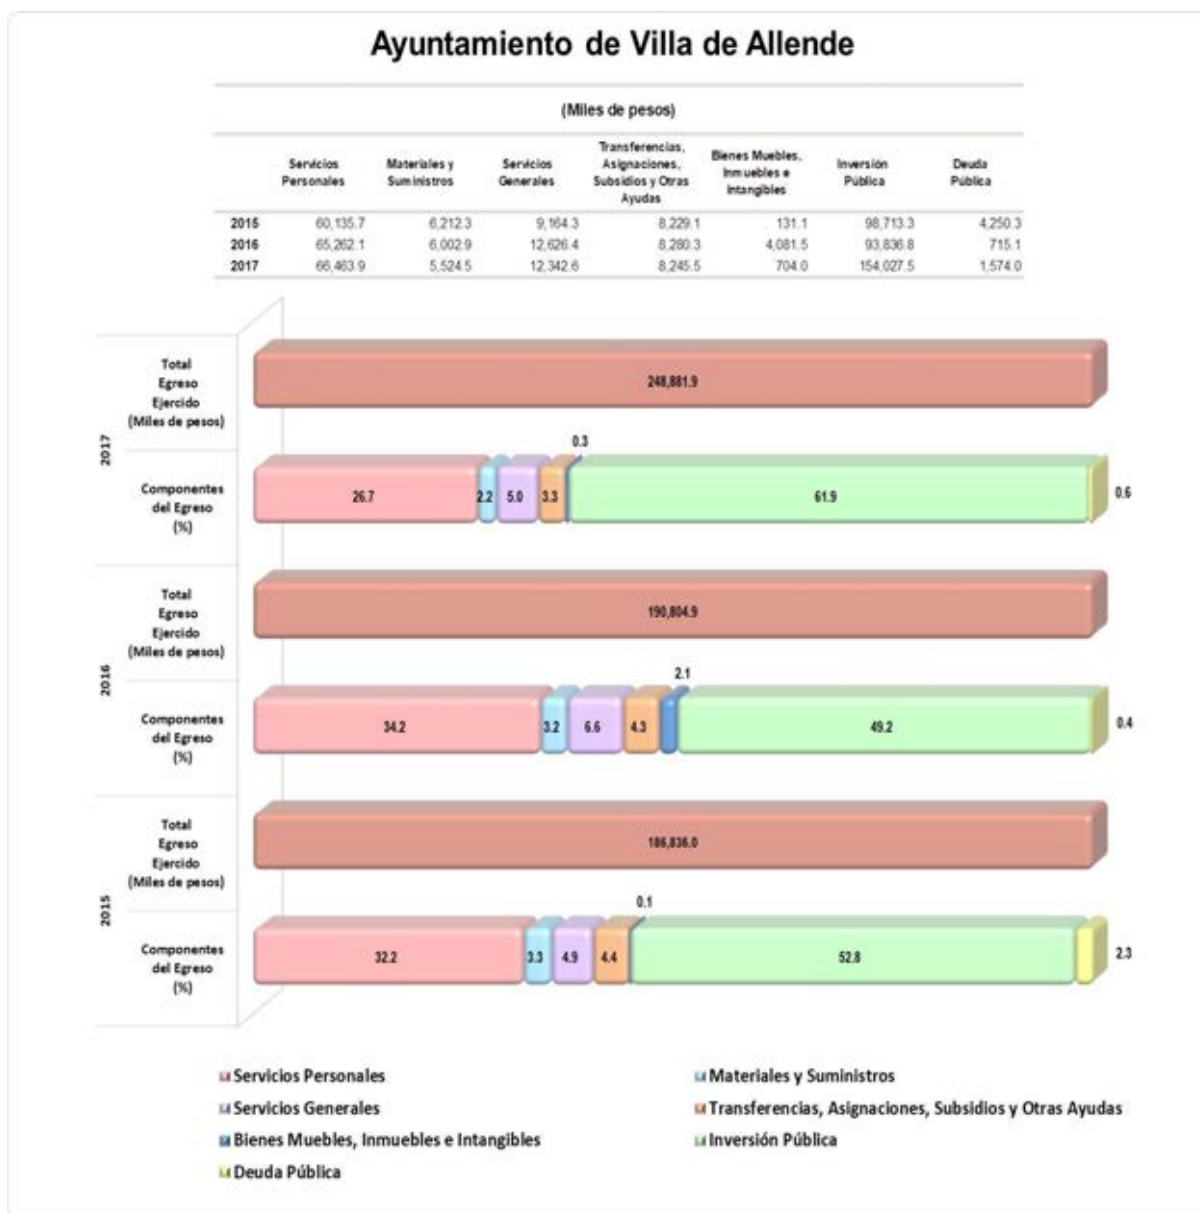 Ayuntamiento de Villa de Allende
(Miles de pesos)
Servicios Personales
Materiales y Suministros
Servicios Generales
Transferencias, Asignaciones, Subsidios y Otras Ayudas
Bienes Muebles, Inmuebles e Intangibles
Inversión Pública
Deuda Pública
2015 60,135.7 6,212.3 9,164.3 8,229.1 131.1 98,713.3 4,250.3
2016 65,262.1 6,002.9 12,626.4 8,280.3 4,081.5 93,836.8 715.1
2017 66,463.9 5,524.5 12,342.6 8,245.5 704.0 154,027.5 1,574.0
2017
Total
Egreso
Ejercido
(Miles de pesos)
248,881.9
0.3
Componentes
del Egreso
(%)
26.7 2.2 5.0 3.3 61.9 0.6
2016
Total
Egreso
Ejercido
(Miles de pesos)
190,804.9
2.1
Componentes
del Egreso
(%)
34.2 3.2 6.6 4.3 49.2 0.4
2015
Total
Egreso
Ejercido
(Miles de pesos)
186,836.0
0.1
Componentes
del Egreso
(%)
32.2 3.3 4.9 4.4 52.8 2.3
Servicios Personales
Materiales y Suministros
Servicios Generales
Transferencias, Asignaciones, Subsidios y Otras Ayudas
Bienes Muebles, Inmuebles e Intangibles
Inversión Pública
Deuda Pública